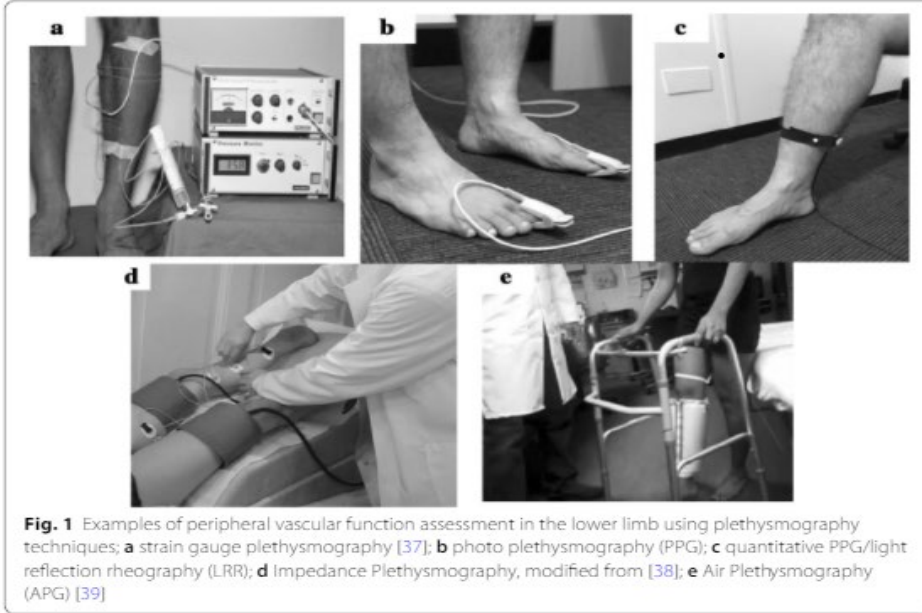 a
b
c
d
e
Fig. 1 Examples of peripheral vascular function assessment in the lower limb using plethysmography
techniques; a strain gauge plethysmography [37]; b photo plethysmography (PPG); c quantitative PPG/light
reflection rheography (LRR); d Impedance Plethysmography, modified from [38]; e Air Plethysmography
(APG) [39]